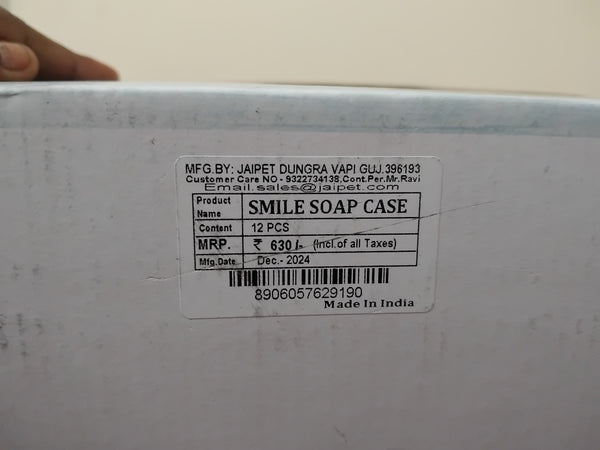 MFG.BY: JAIPET DUNGRA VAPI GUJ.396193
Customer Care NO - 9322734138,Cont.Per.Mr.Ravi
Email.sales@jaipet.com
Product Name SMILE SOAP CASE
Content 12 PCS
MRP. ₹ 630/- (Incl.of all Taxes)
Mfg.Date Dec.- 2024
8906057629190
Made In India